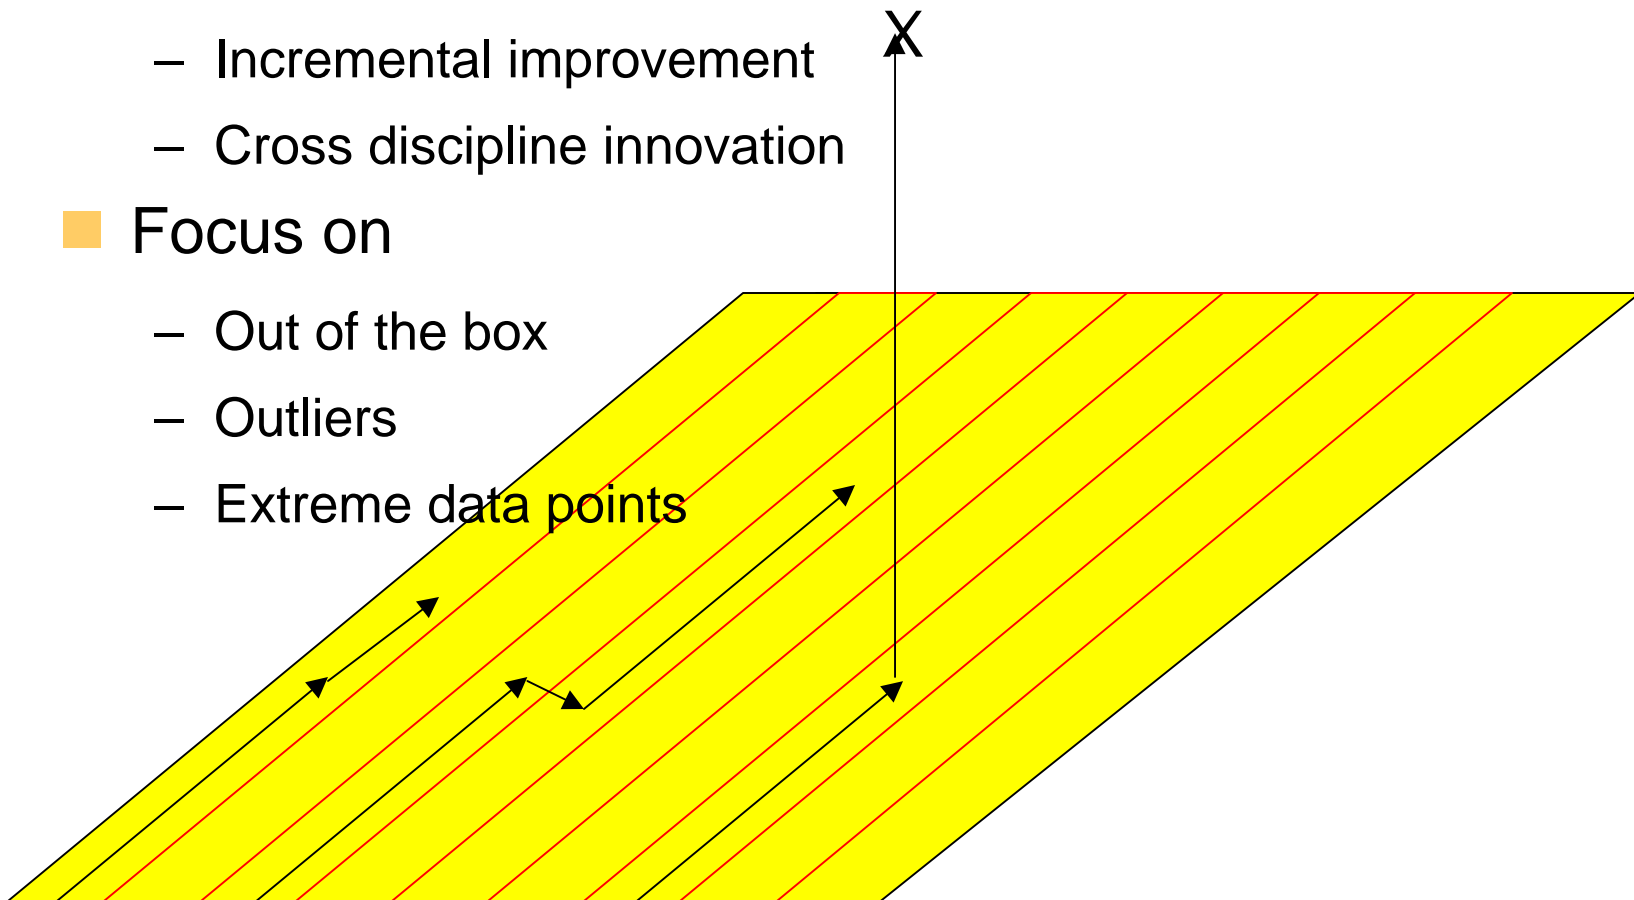 X
– Incremental improvement
– Cross discipline innovation
Focus on
– Out of the box
– Outliers
– Extreme data points